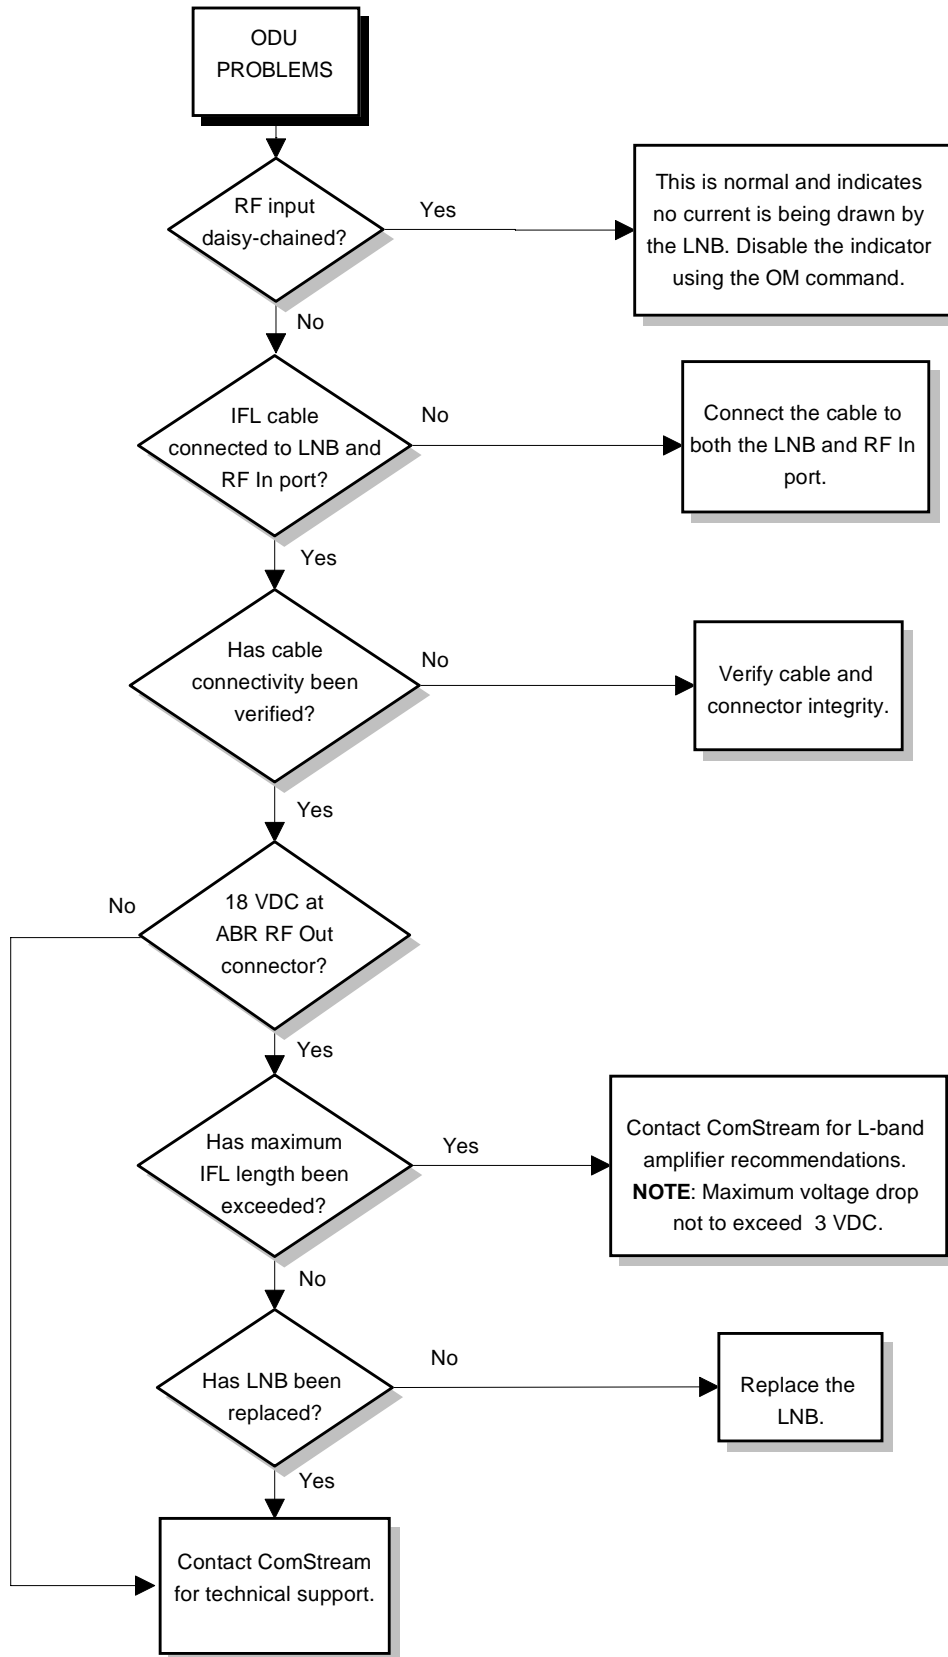 ODU
PROBLEMS
RF input
daisy-chained?
Yes
This is normal and indicates
no current is being drawn by
the LNB. Disable the indicator
using the OM command.
No
IFL cable
connected to LNB and
RF In port?
No
Connect the cable to
both the LNB and RF In
port.
Yes
Has cable
connectivity been
verified?
No
Verify cable and
connector integrity.
Yes
18 VDC at
ABR RF Out
connector?
No
Yes
Has maximum
IFL length been
exceeded?
Yes
Contact ComStream for L-band
amplifier recommendations.
NOTE: Maximum voltage drop
not to exceed 3 VDC.
No
Has LNB been
replaced?
No
Replace the
LNB.
Yes
Contact ComStream
for technical support.